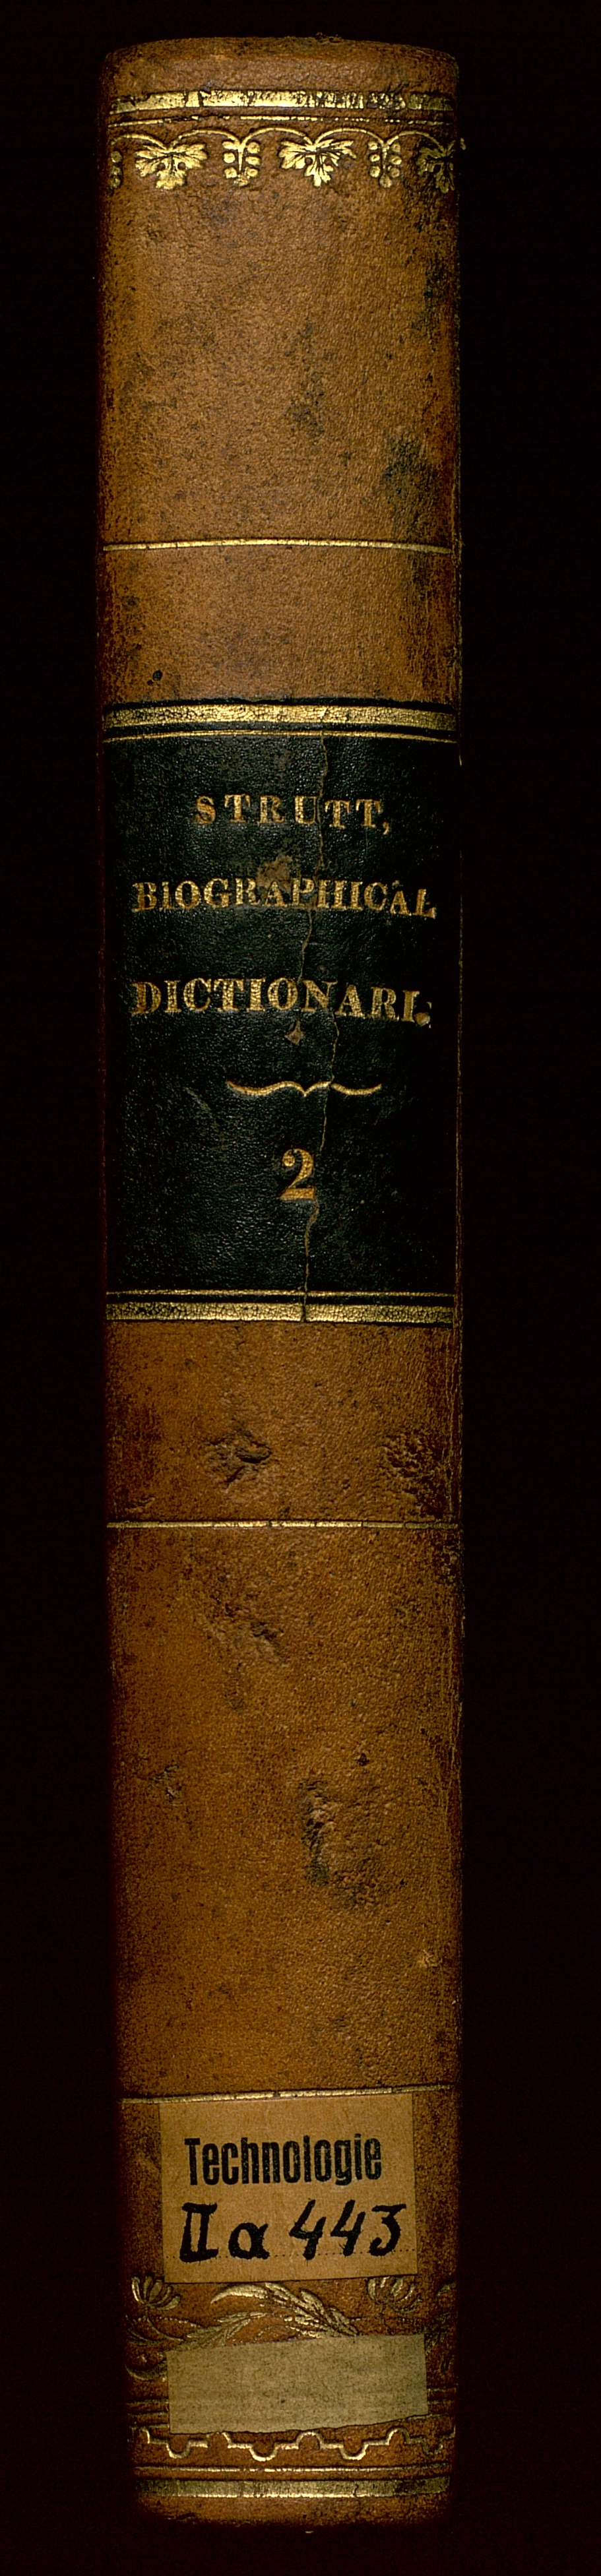 STRUTT,
BIOGRAPHICAL
DICTIONARI.
2
Technologie
II a 443